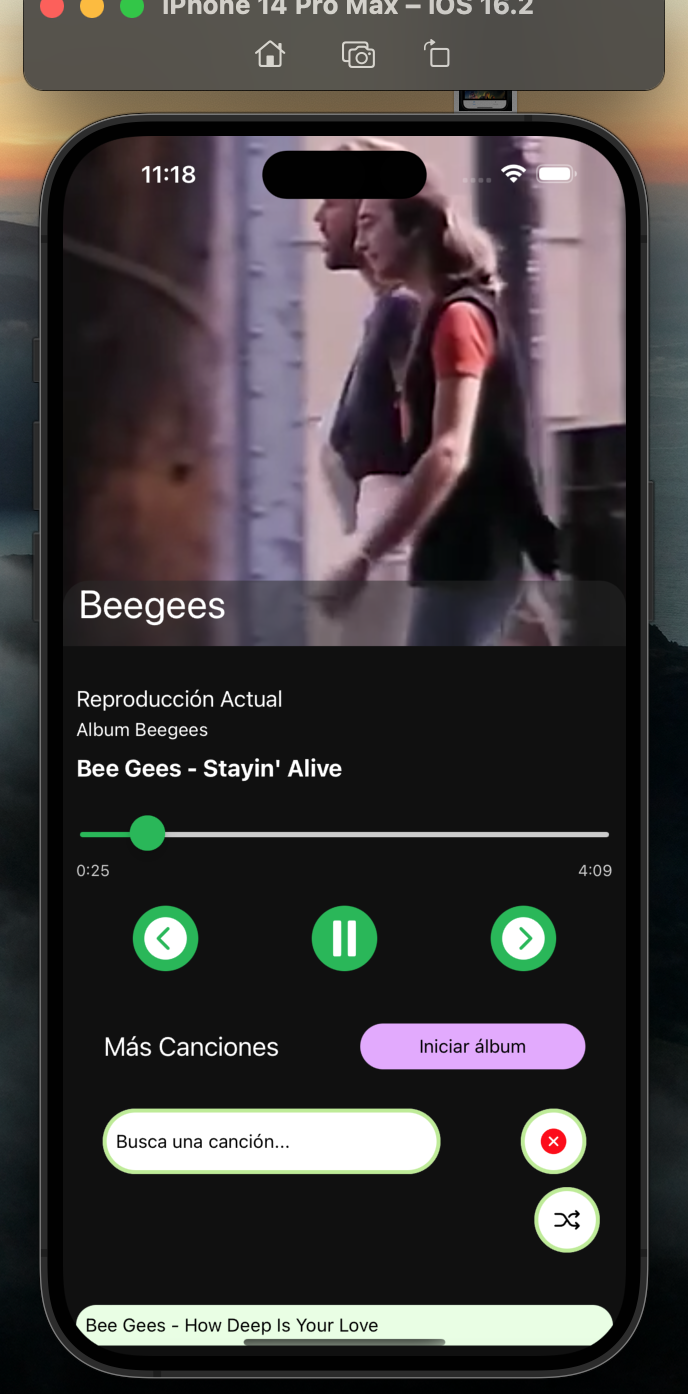 iPhone 14 Pro Max – iOS 16.2
11:18
Beegees
Reproducción Actual
Album Beegees
Bee Gees - Stayin' Alive
0:25
4:09
Más Canciones
Iniciar álbum
Busca una canción...
Bee Gees - How Deep Is Your Love